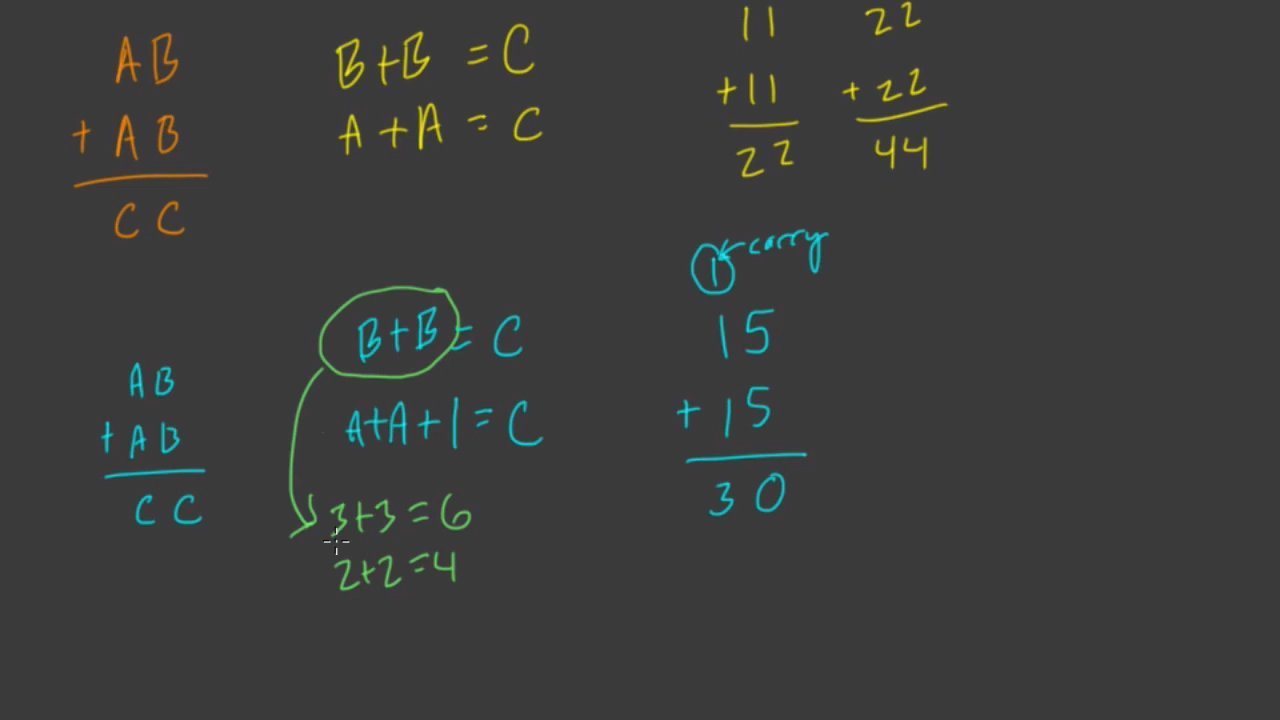 AB
+ AB
CC
B+B = C
A+A = C
11
+11
22
22
+ 22
44
AB
+AB
CC
B+B = C
A+A+1 = C
3+3=6
2+2=4
1 carry
15
+ 15
30